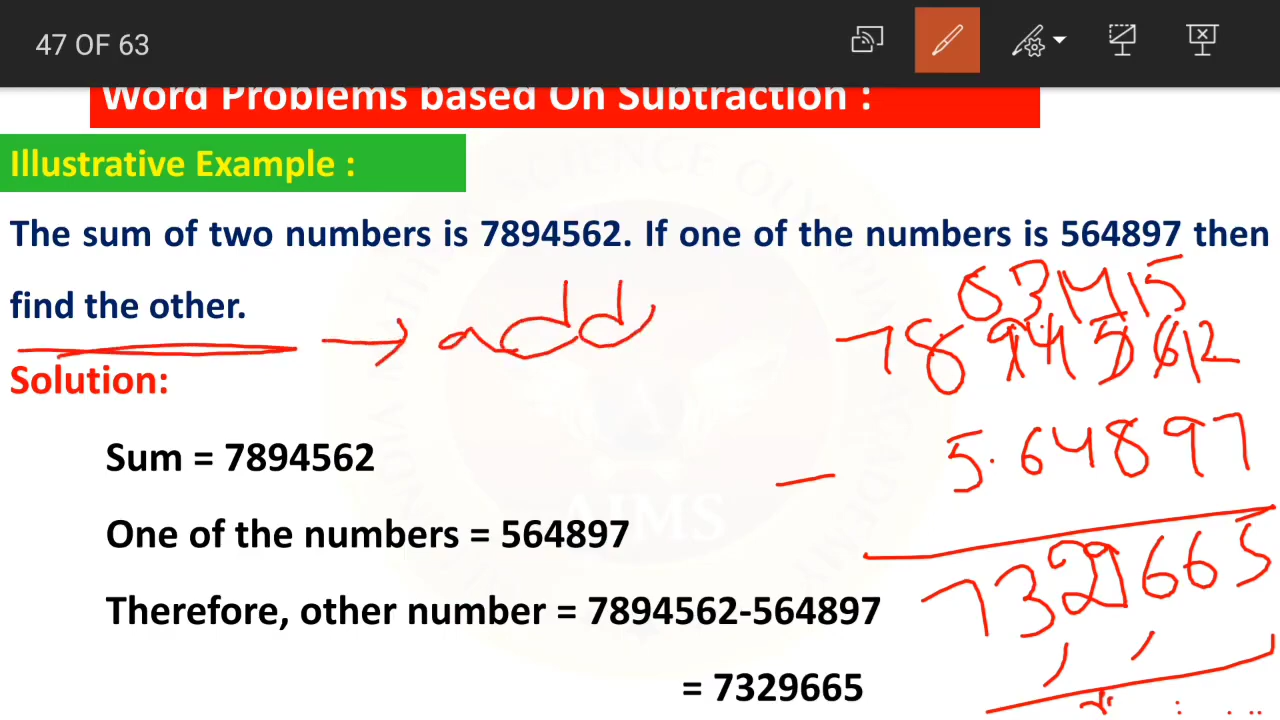 47 OF 63
Word Problems based On Subtraction :
Illustrative Example :
The sum of two numbers is 7894562. If one of the numbers is 564897 then
find the other.
add
7894562
Solution:
564897
Sum = 7894562
One of the numbers = 564897
7329665
Therefore, other number = 7894562-564897
= 7329665
AIMS